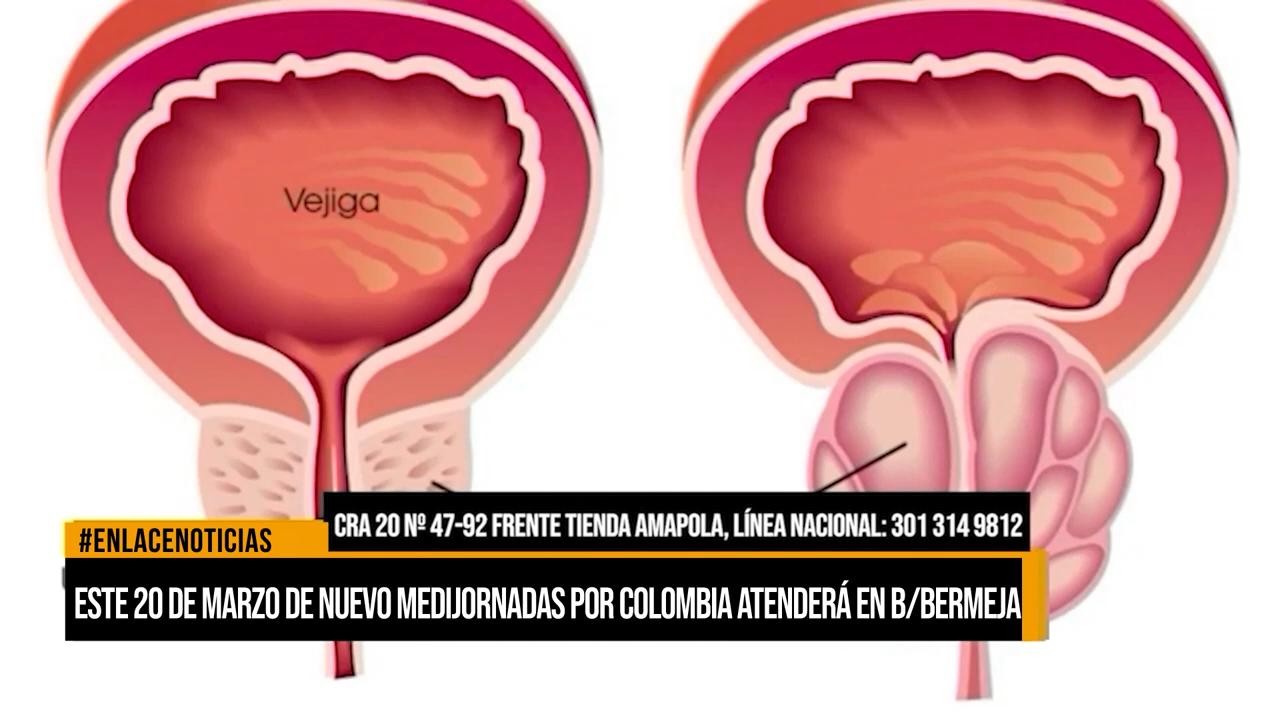 Vejiga
CRA 20 Nº 47-92 FRENTE TIENDA AMAPOLA, LÍNEA NACIONAL: 301 314 9812
#ENLACENOTICIAS
ESTE 20 DE MARZO DE NUEVO MEDIJORNADAS POR COLOMBIA ATENDERÁ EN B/BERMEJA